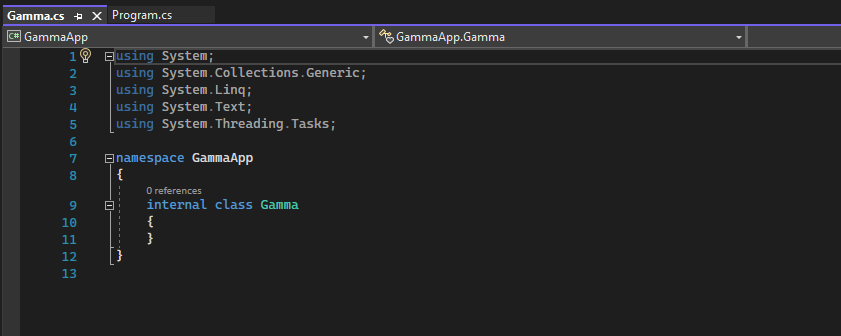 Gamma.cs Program.cs
C# GammaApp GammaApp.Gamma
1 using System;
2 using System.Collections.Generic;
3 using System.Linq;
4 using System.Text;
5 using System.Threading.Tasks;
6
7 namespace GammaApp
8 {
0 references
9 internal class Gamma
10 {
11 }
12 }
13